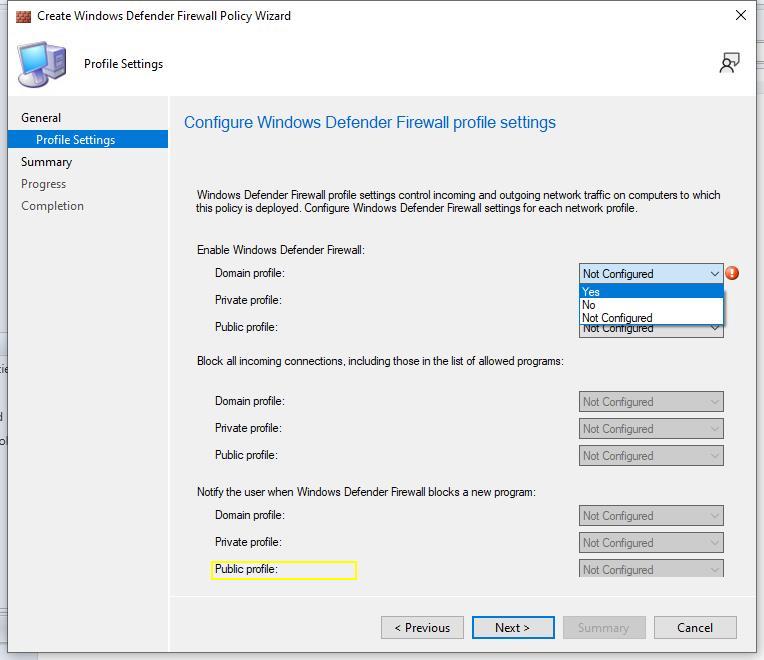 Create Windows Defender Firewall Policy Wizard
Profile Settings
General
Profile Settings
Summary
Progress
Completion
Configure Windows Defender Firewall profile settings
Windows Defender Firewall profile settings control incoming and outgoing network traffic on computers to which
this policy is deployed. Configure Windows Defender Firewall settings for each network profile.
Enable Windows Defender Firewall:
Domain profile:
Not Configured
Yes
Private profile:
No
Not Configured
Public profile:
Not Configured
Block all incoming connections, including those in the list of allowed programs:
Domain profile:
Not Configured
Private profile:
Not Configured
Public profile:
Not Configured
Notify the user when Windows Defender Firewall blocks a new program:
Domain profile:
Not Configured
Private profile:
Not Configured
Public profile:
Not Configured
< Previous
Next >
Summary
Cancel